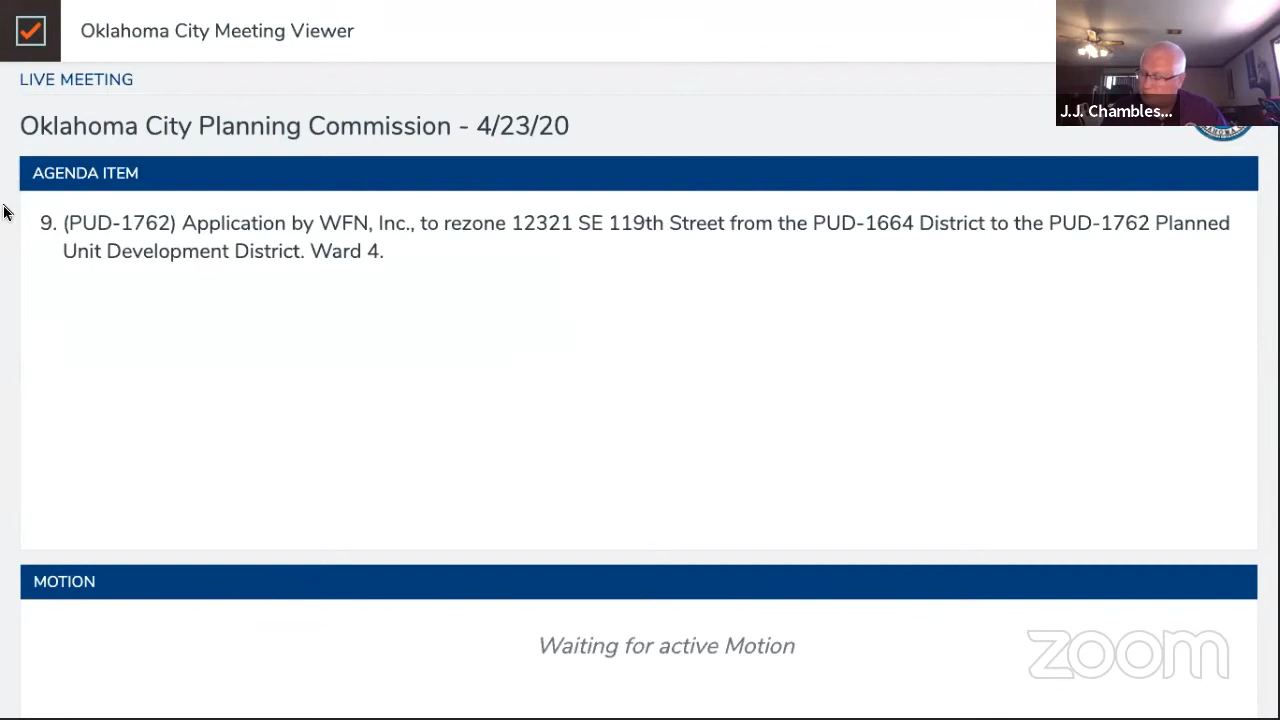 Oklahoma City Meeting Viewer
LIVE MEETING
J.J. Chambles...
Oklahoma City Planning Commission - 4/23/20
AGENDA ITEM
9. (PUD-1762) Application by WFN, Inc., to rezone 12321 SE 119th Street from the PUD-1664 District to the PUD-1762 Planned
Unit Development District. Ward 4.
MOTION
Waiting for active Motion
zoom